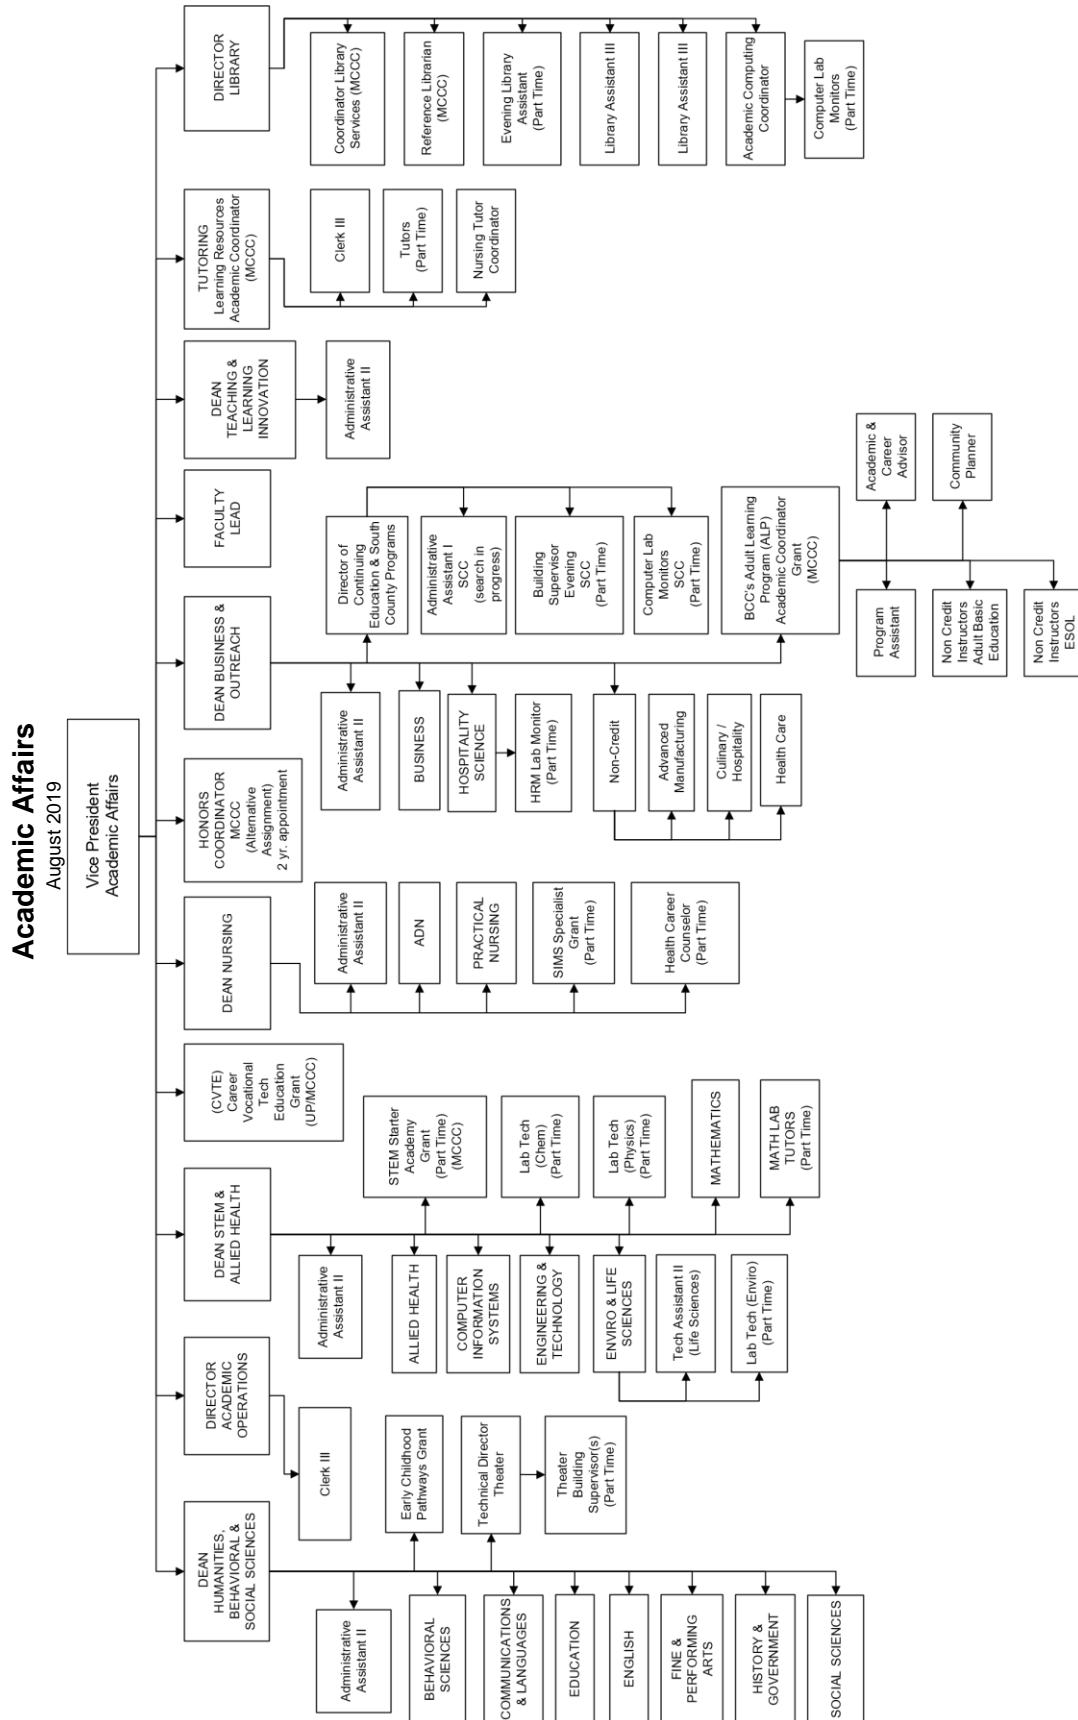 Academic Affairs
August 2019
Vice President
Academic Affairs
DEAN
HUMANITIES,
BEHAVIORAL &
SOCIAL SCIENCES
Administrative
Assistant II
BEHAVIORAL
SCIENCES
COMMUNICATIONS
& LANGUAGES
EDUCATION
ENGLISH
FINE &
PERFORMING
ARTS
HISTORY &
GOVERNMENT
SOCIAL SCIENCES
Early Childhood
Pathways Grant
Technical Director
Theater
Theater
Building
Supervisor(s)
(Part Time)
DIRECTOR
ACADEMIC
OPERATIONS
Clerk III
DEAN STEM &
ALLIED HEALTH
Administrative
Assistant II
ALLIED HEALTH
COMPUTER
INFORMATION
SYSTEMS
ENGINEERING &
TECHNOLOGY
ENVIRO & LIFE
SCIENCES
Tech Assistant II
(Life Sciences)
Lab Tech (Enviro)
(Part Time)
STEM Starter
Academy
Grant
(Part Time)
(MCCC)
Lab Tech
(Chem)
(Part Time)
Lab Tech
(Physics)
(Part Time)
MATHEMATICS
MATH LAB
TUTORS
(Part Time)
(CVTE)
Career
Vocational
Tech
Education
Grant
(UP/MCCC)
DEAN NURSING
Administrative
Assistant II
ADN
PRACTICAL
NURSING
SIMS Specialist
Grant
(Part Time)
Health Career
Counselor
(Part Time)
HONORS
COORDINATOR
MCCC
(Alternative
Assignment)
2 yr. appointment
DEAN BUSINESS &
OUTREACH
Administrative
Assistant II
BUSINESS
HOSPITALITY
SCIENCE
HRM Lab Monitor
(Part Time)
Non-Credit
Advanced
Manufacturing
Culinary /
Hospitality
Health Care
Director of
Continuing
Education & South
County Programs
Administrative
Assistant I
SCC
(search in
progress)
Building
Supervisor
Evening
SCC
(Part Time)
Computer Lab
Monitors
SCC
(Part Time)
BCC's Adult Learning
Program (ALP)
Academic Coordinator
Grant
(MCCC)
Program
Assistant
Non Credit
Instructors
Adult Basic
Education
Non Credit
Instructors
ESOL
Academic &
Career
Advisor
Community
Planner
FACULTY
LEAD
DEAN
TEACHING &
LEARNING
INNOVATION
Administrative
Assistant II
TUTORING
Learning Resources
Academic Coordinator
(MCCC)
Clerk III
Tutors
(Part Time)
Nursing Tutor
Coordinator
DIRECTOR
LIBRARY
Coordinator Library
Services (MCCC)
Reference Librarian
(MCCC)
Evening Library
Assistant
(Part Time)
Library Assistant III
Library Assistant III
Academic Computing
Coordinator
Computer Lab
Monitors
(Part Time)